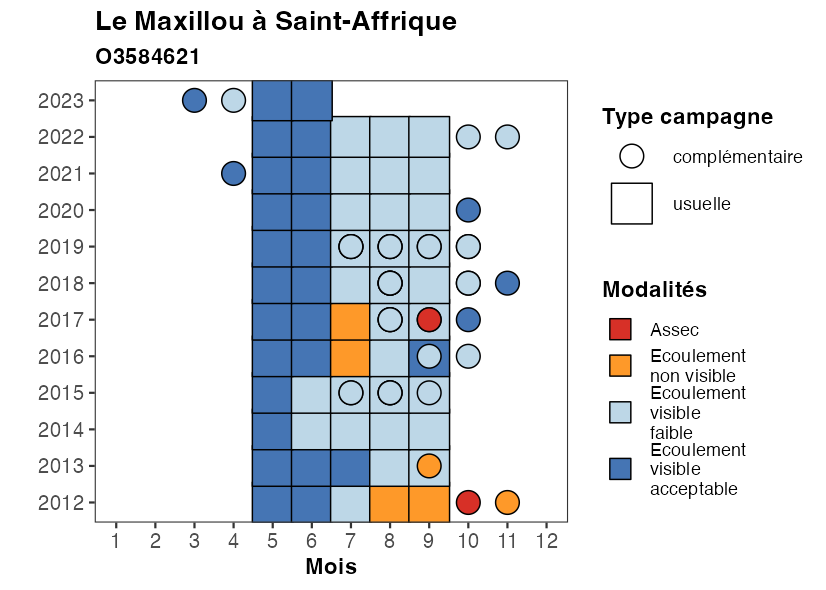 Le Maxillou à Saint-Affrique
O3584621
2023
2022
2021
2020
2019
2018
2017
2016
2015
2014
2013
2012
1 2 3 4 5 6 7 8 9 10 11 12
Mois
Type campagne
complémentaire
usuelle
Modalités
Assec
Ecoulement
non visible
Ecoulement
visible
faible
Ecoulement
visible
acceptable